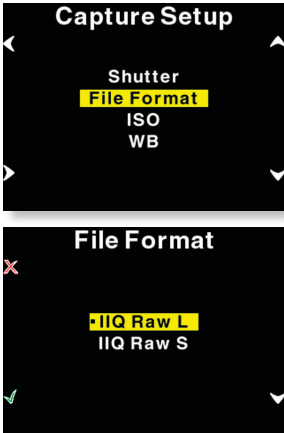 Capture Setup
Shutter
File Format
ISO
WB
File Format
IIQ Raw L
IIQ Raw S